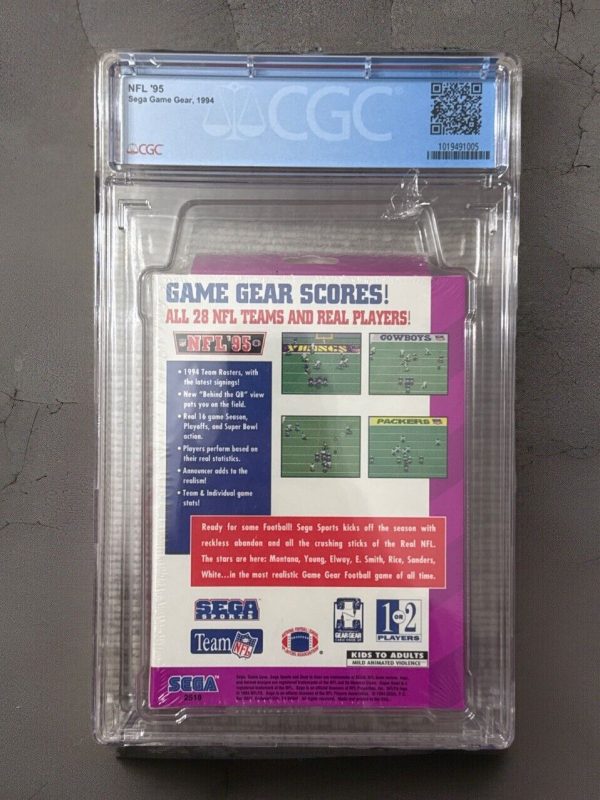 NFL '95
Sega Game Gear, 1994
CGC
CGC
1019491005
GAME GEAR SCORES!
ALL 28 NFL TEAMS AND REAL PLAYERS!
NFL '95
• 1994 Team Rosters, with
the latest signings!
• New "Behind the QB" view
puts you on the field.
• Real 16 game Season,
Playoffs, and Super Bowl
action.
• Players perform based on
their real statistics.
• Announcer adds to the
realism!
• Team & Individual game
stats!
VIKINGS
COWBOYS
PACKERS
Ready for some Football! Sega Sports kicks off the season with
reckless abandon and all the crushing sticks of the Real NFL.
The stars are here: Montana, Young, Elway, E. Smith, Rice, Sanders,
White...in the most realistic Game Gear Football game of all time.
SEGA
SPORTS
Team NFL
GEAR-GEAR
1 OR 2
PLAYERS
KIDS TO ADULTS
MILD ANIMATED VIOLENCE
SEGA
2518